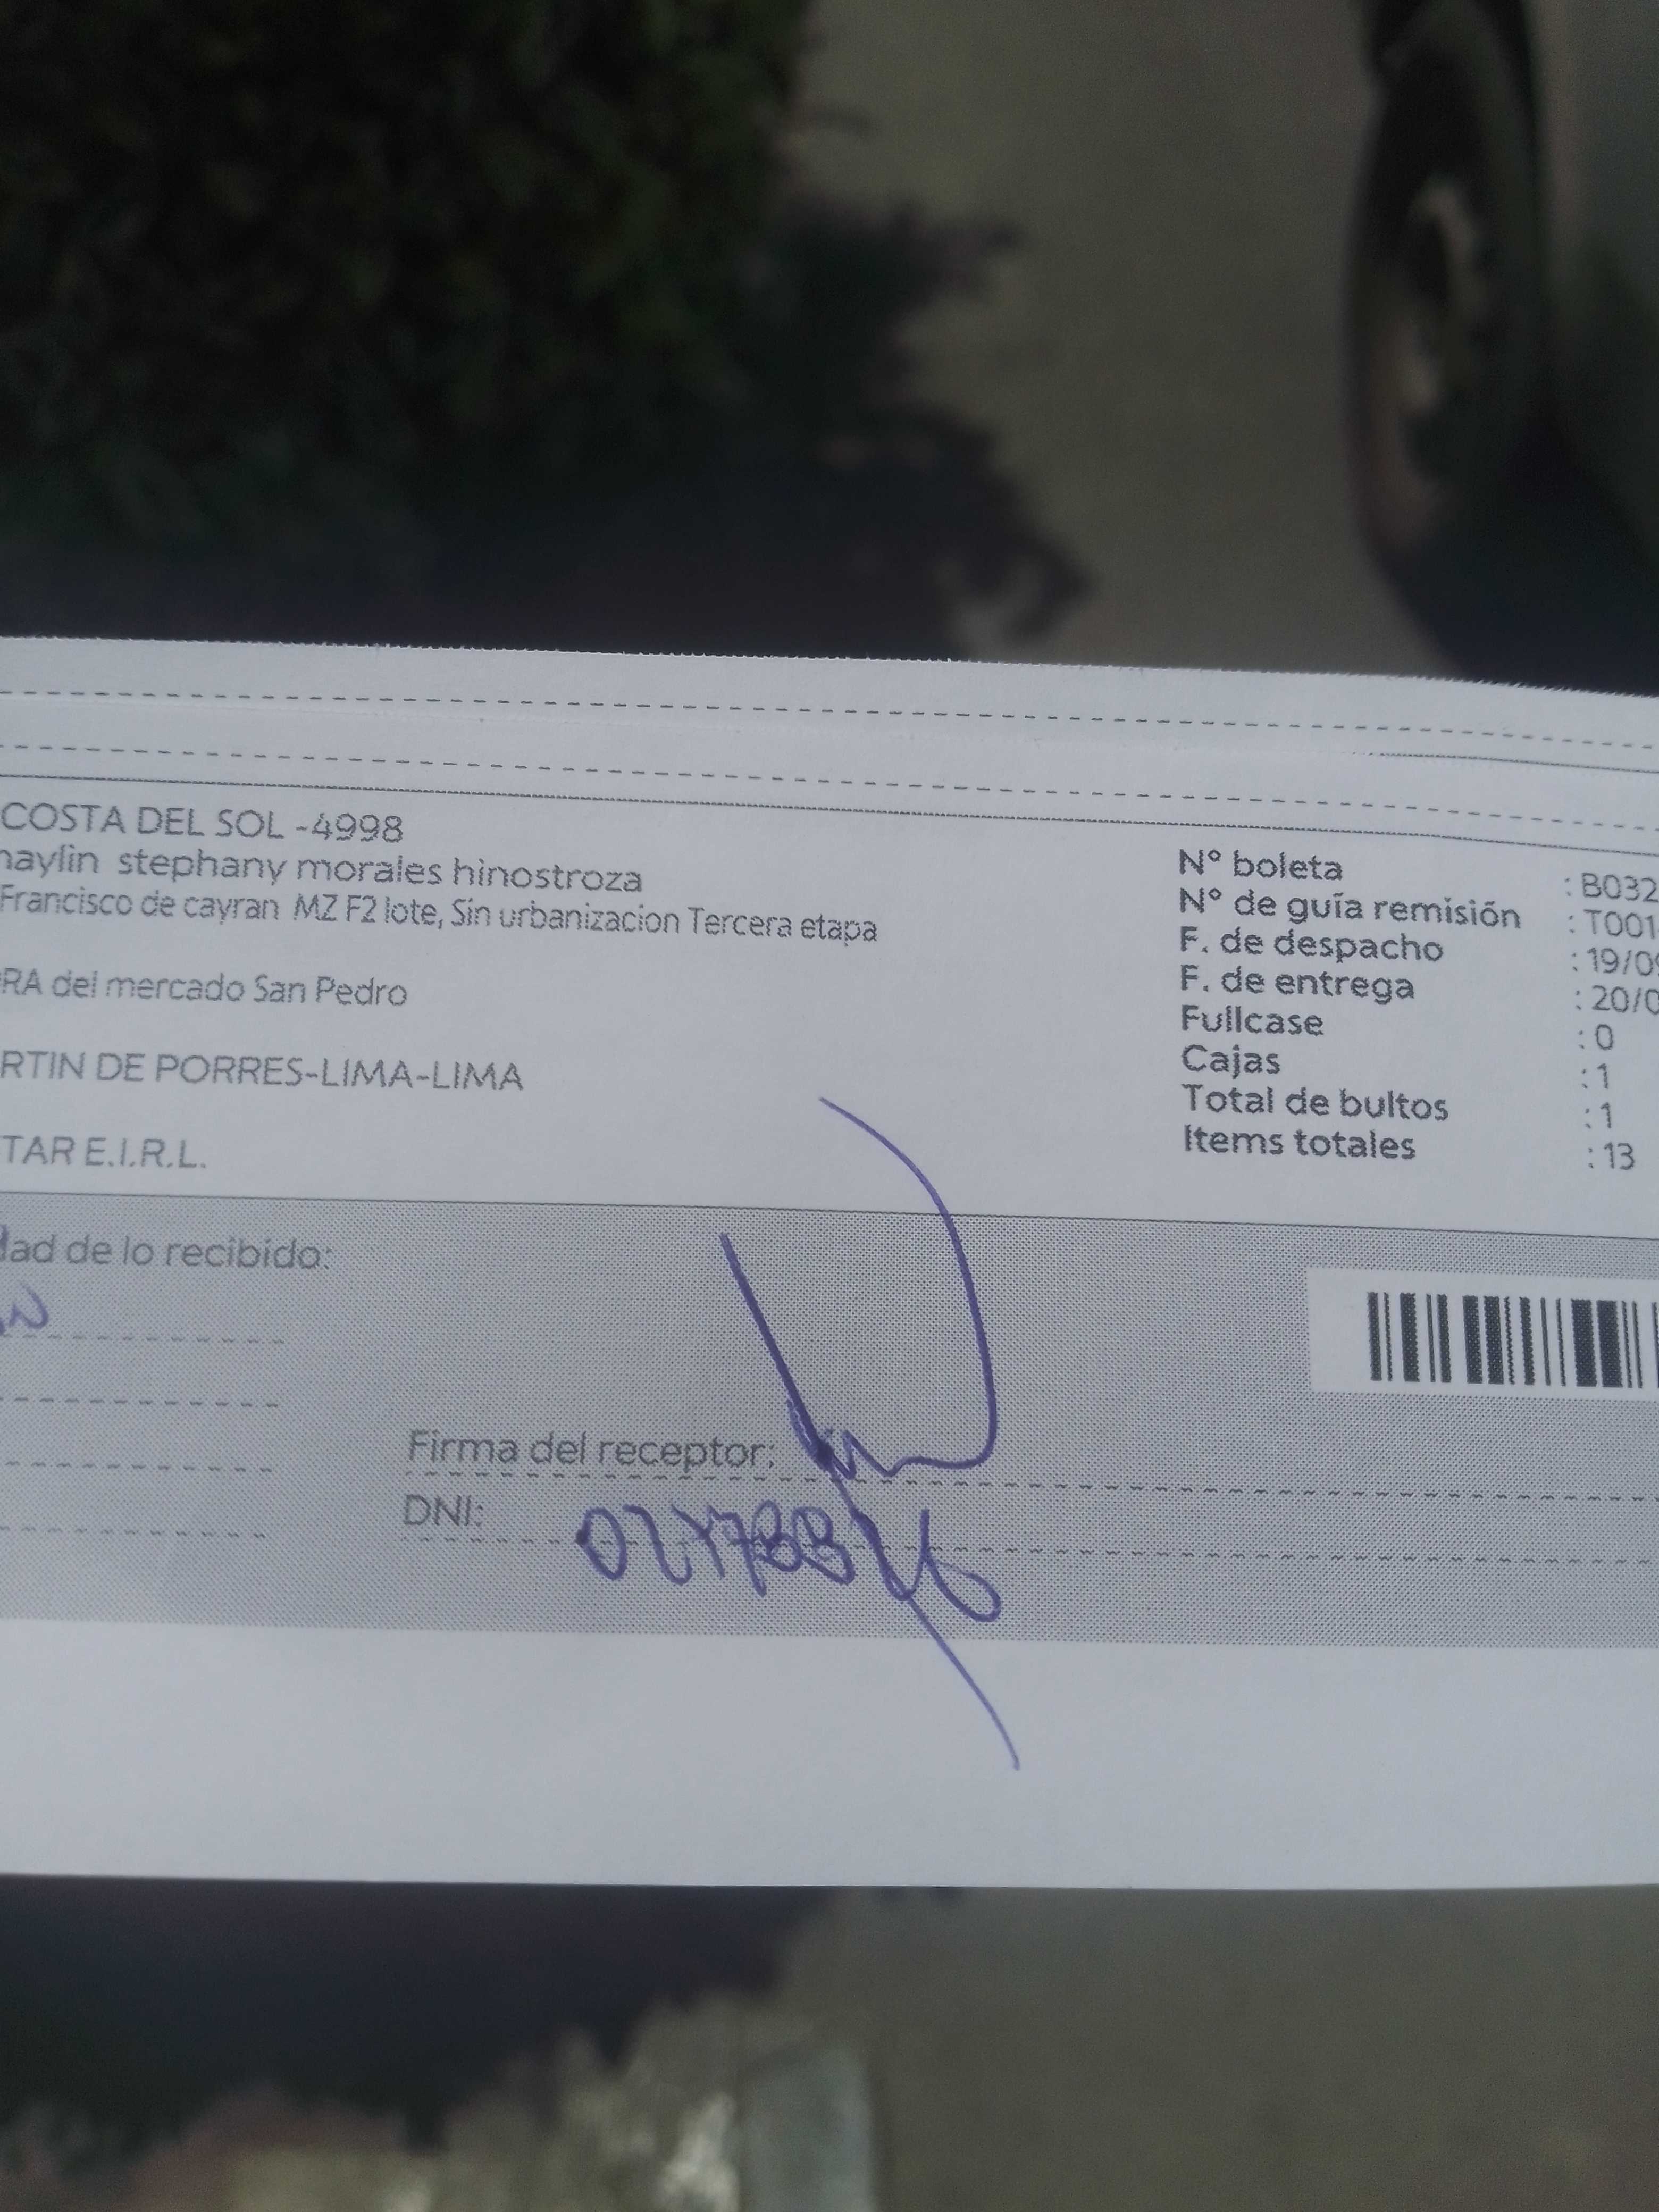 COSTA DEL SOL -4998
haylin stephany morales hinostroza
Francisco de cayran MZ F2 lote, Sin urbanizacion Tercera etapa
RA del mercado San Pedro
RTIN DE PORRES-LIMA-LIMA
TAR E.I.R.L.
N° boleta : B032
N° de guía remisión : T001
F. de despacho : 19/09
F. de entrega : 20/0
Fullcase : 0
Cajas : 1
Total de bultos : 1
Items totales : 13
dad de lo recibido:
Firma del receptor:
DNI: